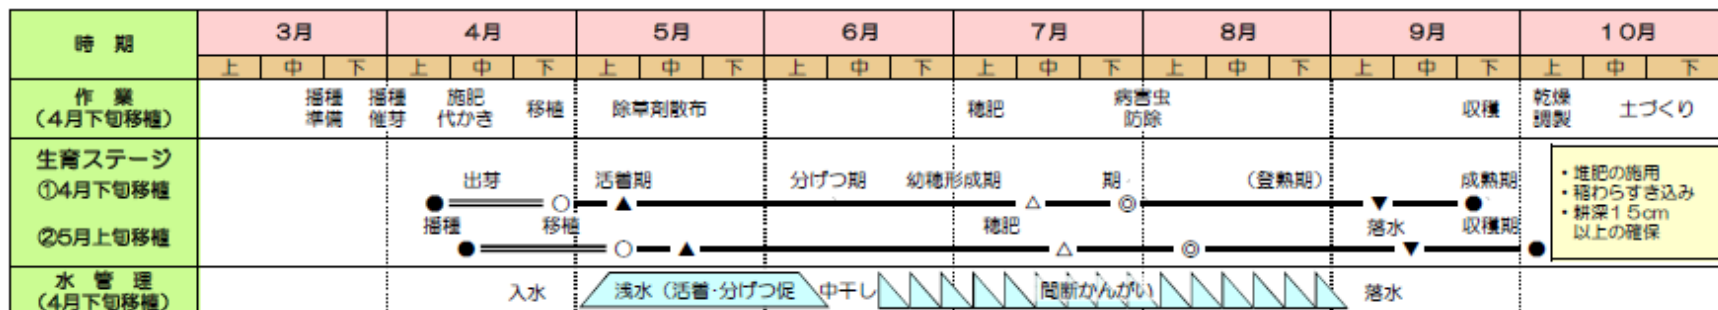 時 期
3月 4月 5月 6月 7月 8月 9月 10月
上 中 下 上 中 下 上 中 下 上 中 下 上 中 下 上 中 下 上 中 下 上 中 下
作 業
(4月下旬移植)
播種
準備
播種
催芽
施肥
代かき
移植
除草剤散布
穂肥
病害虫
防除
収穫
乾燥
調製
土づくり
生育ステージ
①4月下旬移植
出芽 活着期 分げつ期 幼穂形成期 期 (登熟期) 成熟期
播種 移植 穂肥 落水 収穫期
②5月上旬移植
・堆肥の施用
・稲わらすき込み
・耕深15cm
以上の確保
水 管 理
(4月下旬移植)
入水 浅水(活着・分げつ促 中干し 間断かんがい 落水